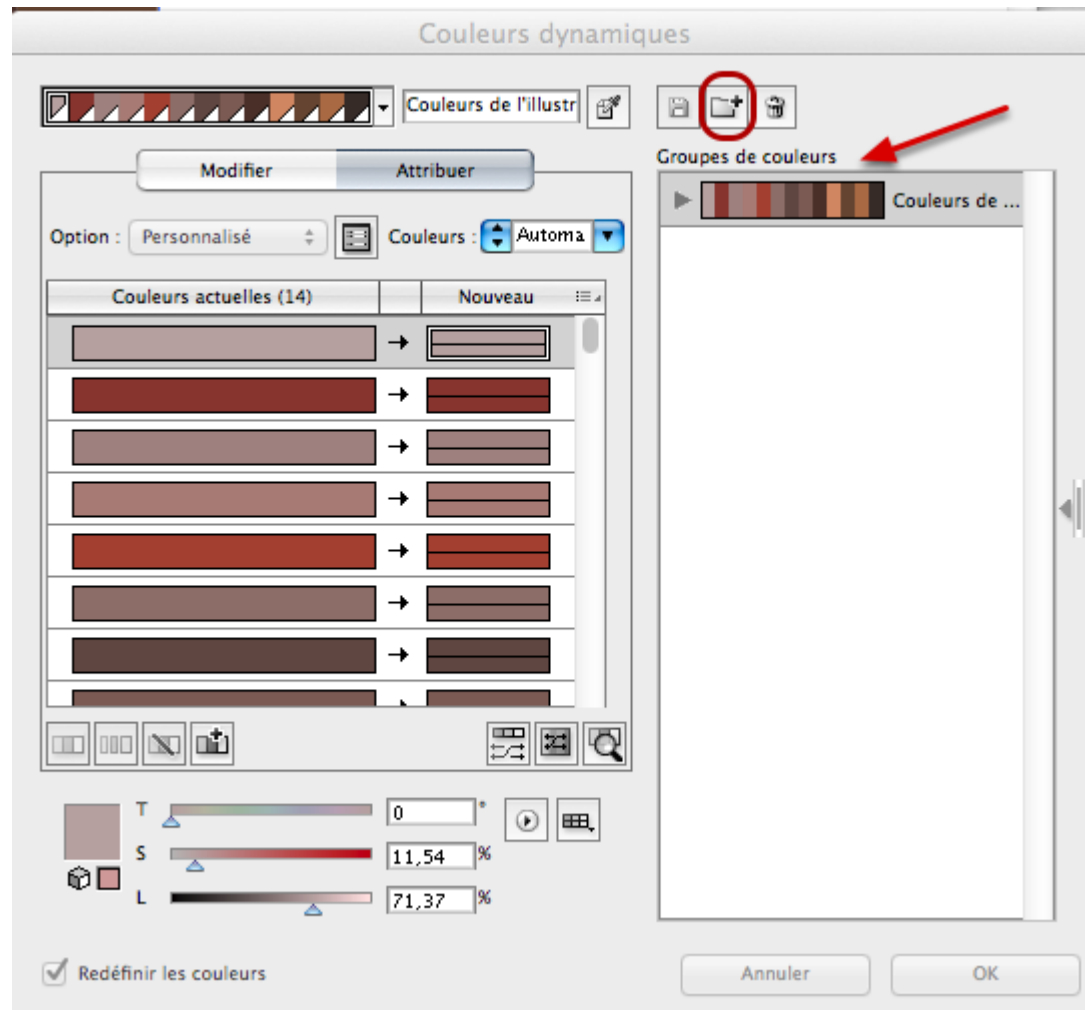 Couleurs dynamiques
Couleurs de l'illustr
Modifier
Attribuer
Groupes de couleurs
Couleurs de ...
Option :
Personnalisé
Couleurs :
Automa
Couleurs actuelles (14)
Nouveau
T
0
°
S
11,54
%
L
71,37
%
Redéfinir les couleurs
Annuler
OK